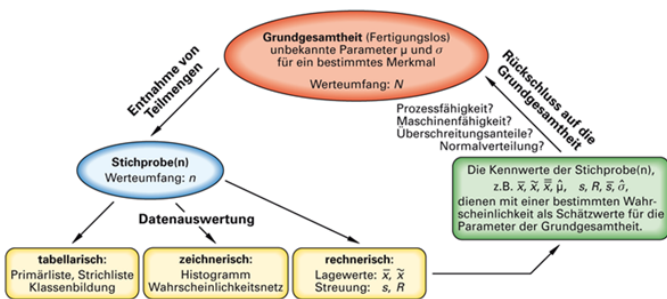 Grundgesamtheit (Fertigungslos)
unbekannte Parameter μ und σ
für ein bestimmtes Merkmal
Werteumfang: N
Entnahme von
Teilmengen
Rückschluss auf die
Grundgesamtheit
Prozessfähigkeit?
Maschinenfähigkeit?
Überschreitungsanteile?
Normalverteilung?
Stichprobe(n)
Werteumfang: n
Die Kennwerte der Stichprobe(n),
z.B. x̄, x̃, x̿, μ̂, s, R, s̄, σ̂,
dienen mit einer bestimmten Wahr-
scheinlichkeit als Schätzwerte für die
Parameter der Grundgesamtheit.
Datenauswertung
tabellarisch:
Primärliste, Strichliste
Klassenbildung
zeichnerisch:
Histogramm
Wahrscheinlichkeitsnetz
rechnerisch:
Lagewerte: x̄, x̃
Streuung: s, R